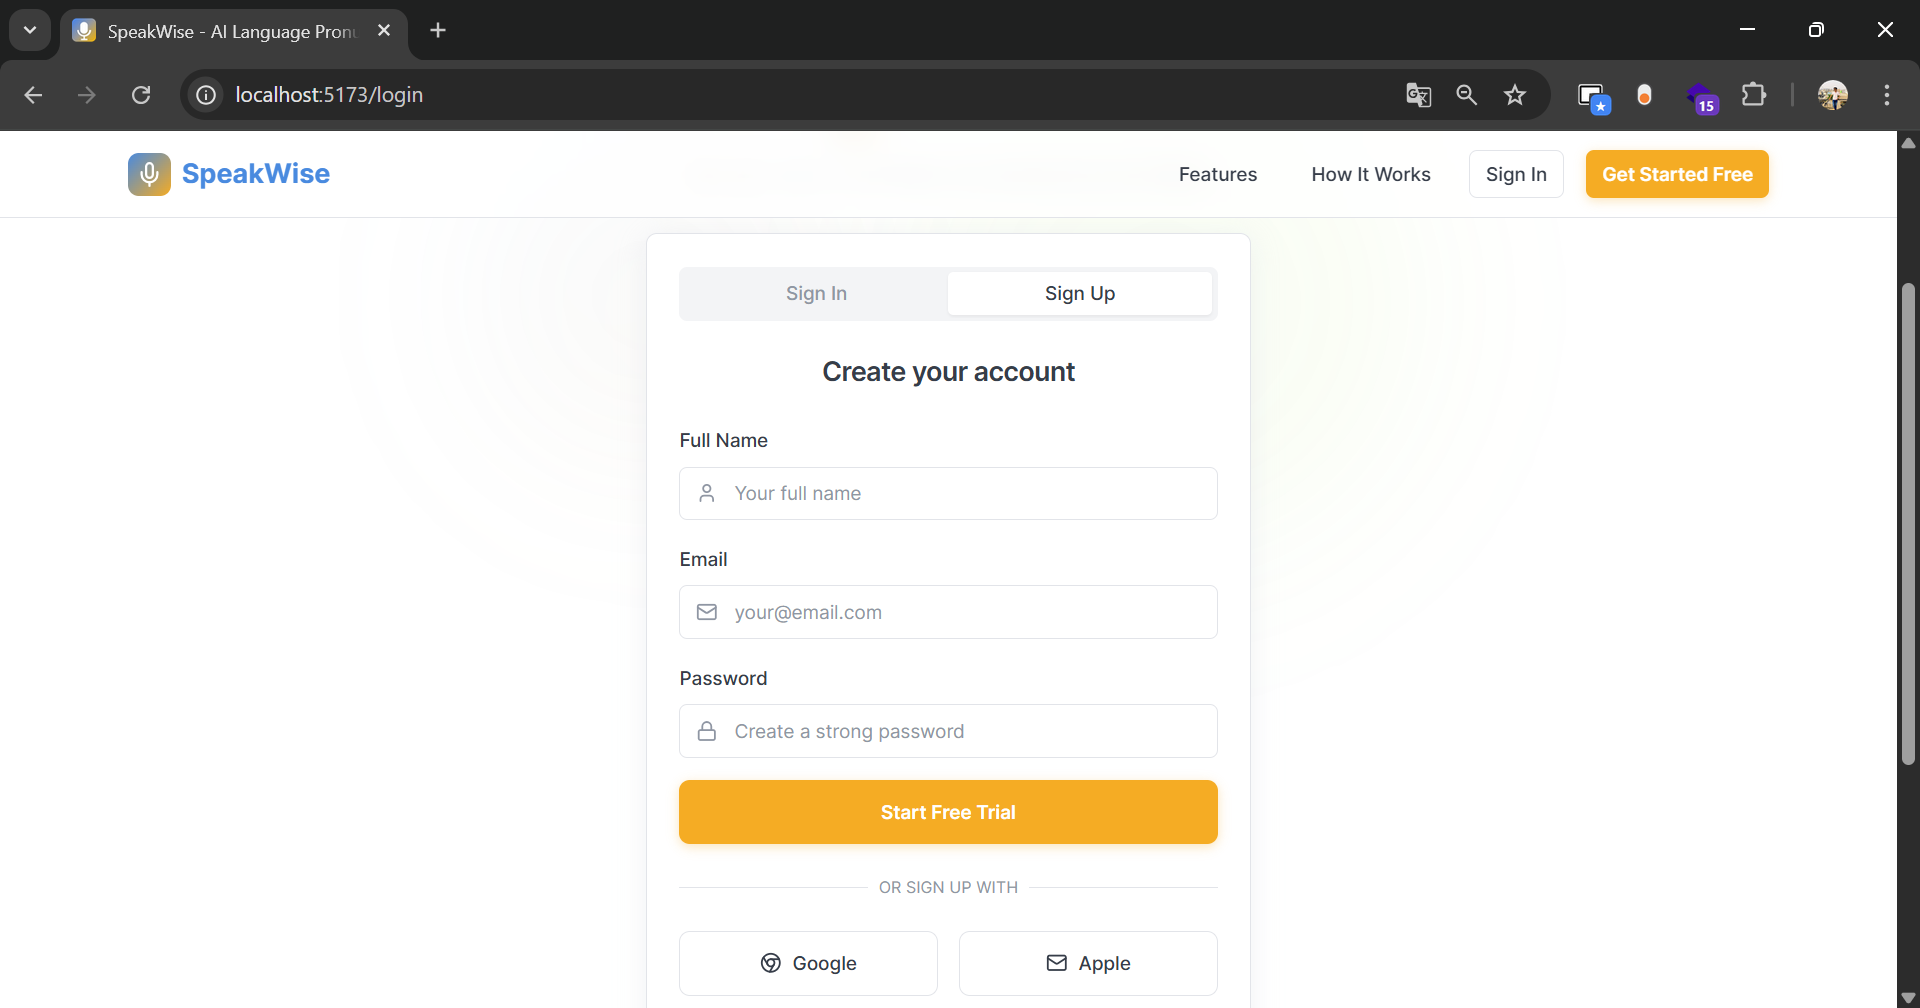 SpeakWise - AI Language Pron
localhost:5173/login
15
SpeakWise
Features
How It Works
Sign In
Get Started Free
Sign In
Sign Up
Create your account
Full Name
Your full name
Email
your@email.com
Password
Create a strong password
Start Free Trial
OR SIGN UP WITH
Google
Apple